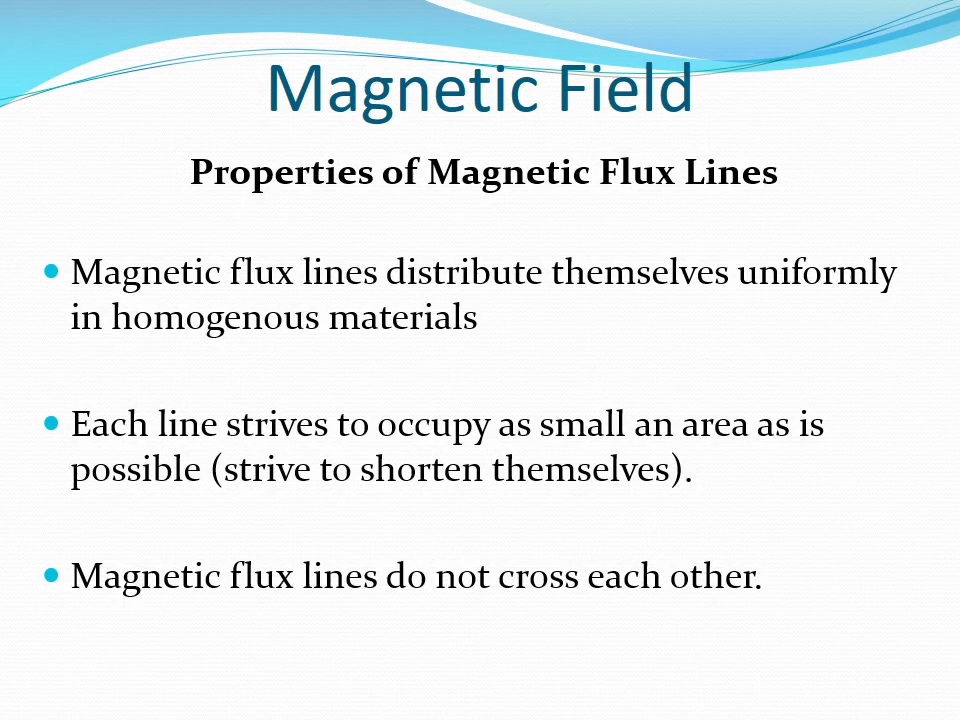 Magnetic Field
Properties of Magnetic Flux Lines
• Magnetic flux lines distribute themselves uniformly
in homogenous materials
• Each line strives to occupy as small an area as is
possible (strive to shorten themselves).
• Magnetic flux lines do not cross each other.